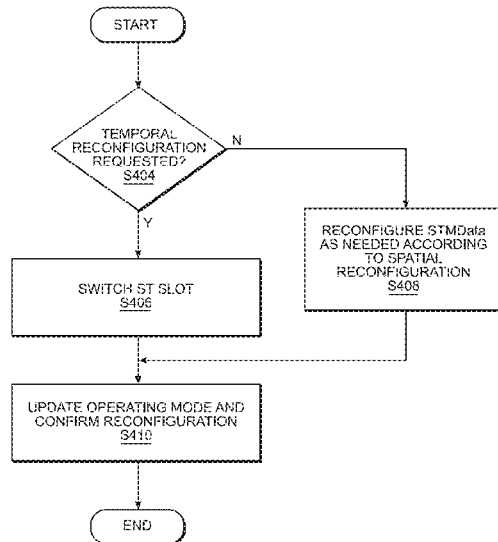 START
TEMPORAL
RECONFIGURATION
REQUESTED?
S404
N
Y
RECONFIGURE STMData
AS NEEDED ACCORDING
TO SPATIAL
RECONFIGURATION
S408
SWITCH ST SLOT
S406
UPDATE OPERATING MODE AND
CONFIRM RECONFIGURATION
S410
END